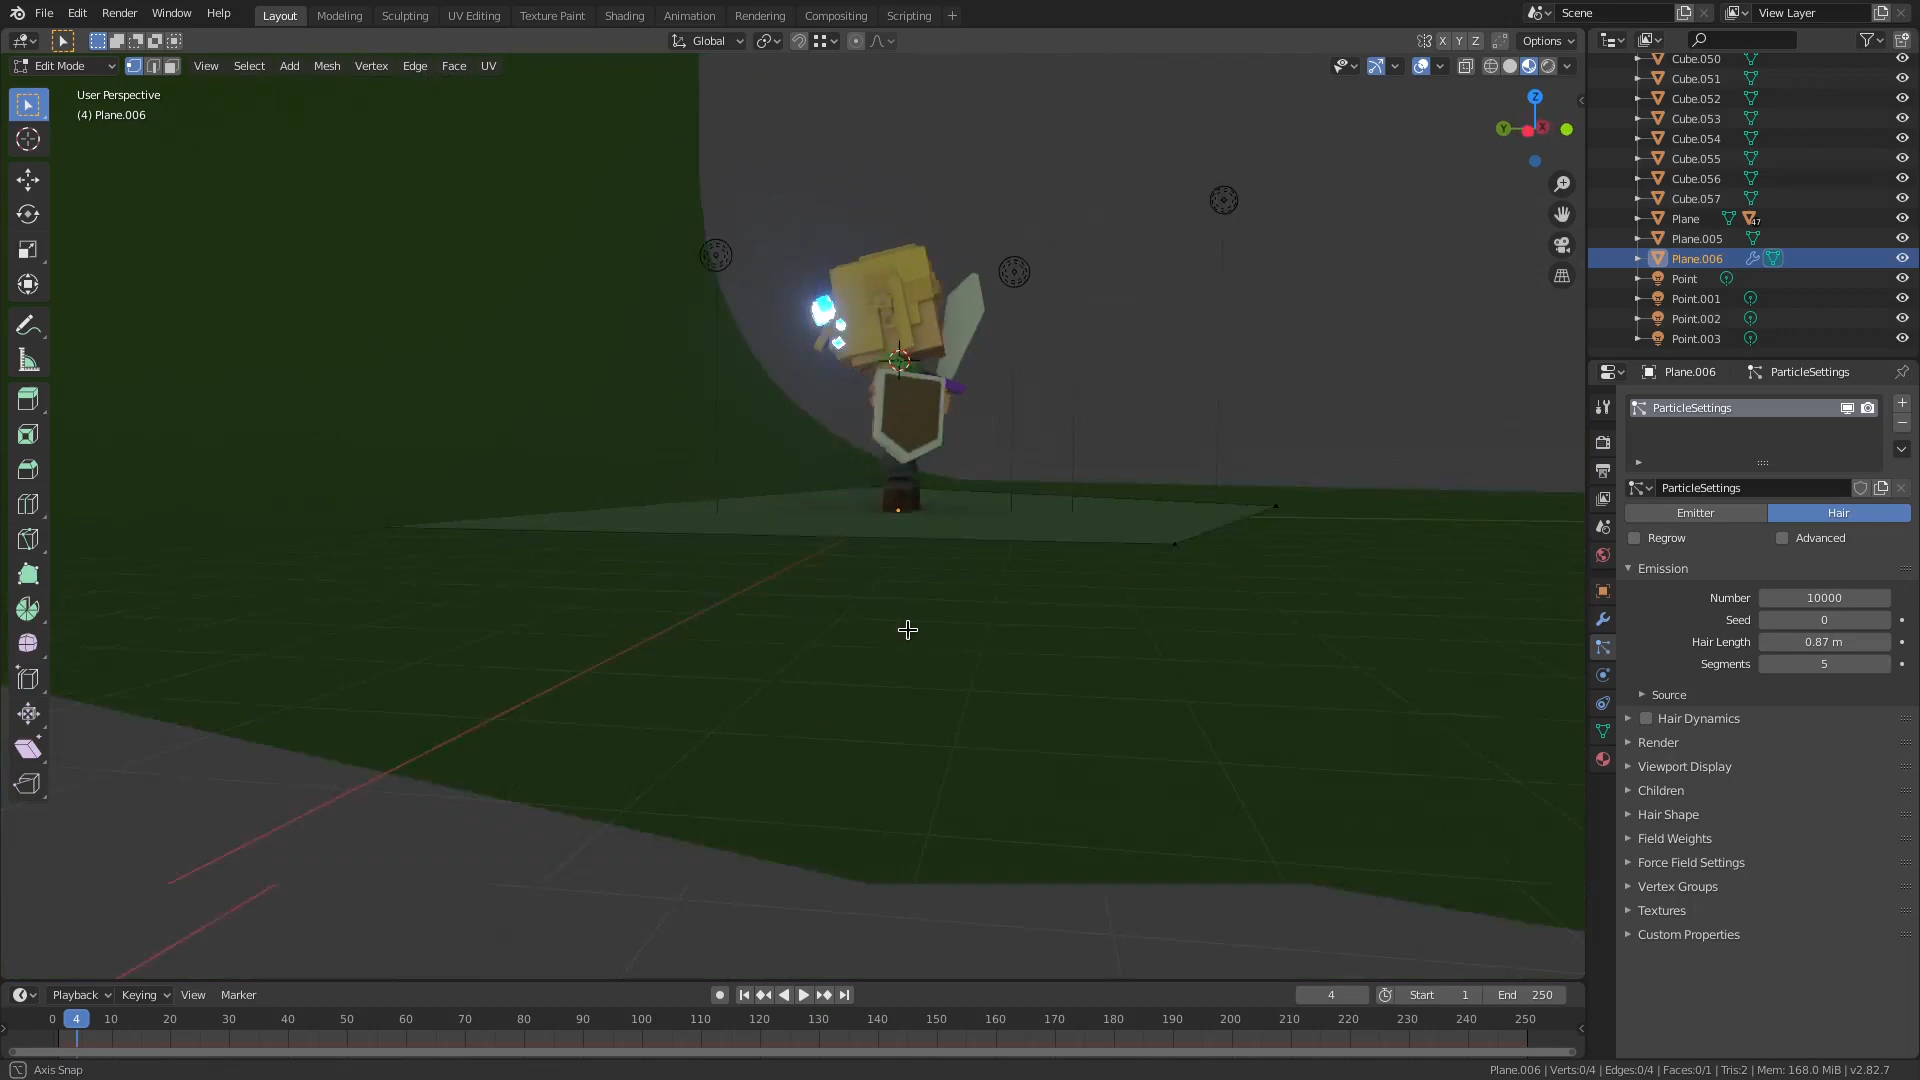 File Edit Render Window Help Layout Modeling Sculpting UV Editing Texture Paint Shading Animation Rendering Compositing Scripting + Scene View Layer
Global X Y Z Options
Edit Mode View Select Add Mesh Vertex Edge Face UV
User Perspective
(4) Plane.006
Z
Y X
Cube.050
Cube.051
Cube.052
Cube.053
Cube.054
Cube.055
Cube.056
Cube.057
Plane 47
Plane.005
Plane.006
Point
Point.001
Point.002
Point.003
Plane.006 ParticleSettings
ParticleSettings
ParticleSettings
Emitter Hair
Regrow Advanced
Emission
Number 10000
Seed 0
Hair Length 0.87 m
Segments 5
Source
Hair Dynamics
Render
Viewport Display
Children
Hair Shape
Field Weights
Force Field Settings
Vertex Groups
Textures
Custom Properties
Playback Keying View Marker 4 Start 1 End 250
0 4 10 20 30 40 50 60 70 80 90 100 110 120 130 140 150 160 170 180 190 200 210 220 230 240 250
Axis Snap
Plane.006 | Verts:0/4 | Edges:0/4 | Faces:0/1 | Tris:2 | Mem: 168.0 MiB | v2.82.7